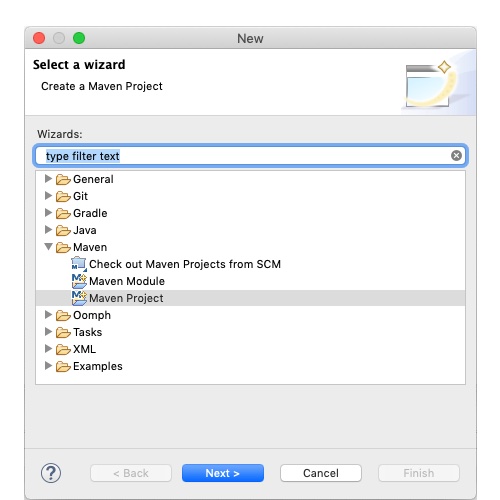 New
Select a wizard
Create a Maven Project
Wizards:
type filter text
General
Git
Gradle
Java
Maven
Check out Maven Projects from SCM
Maven Module
Maven Project
Oomph
Tasks
XML
Examples
? < Back Next > Cancel Finish